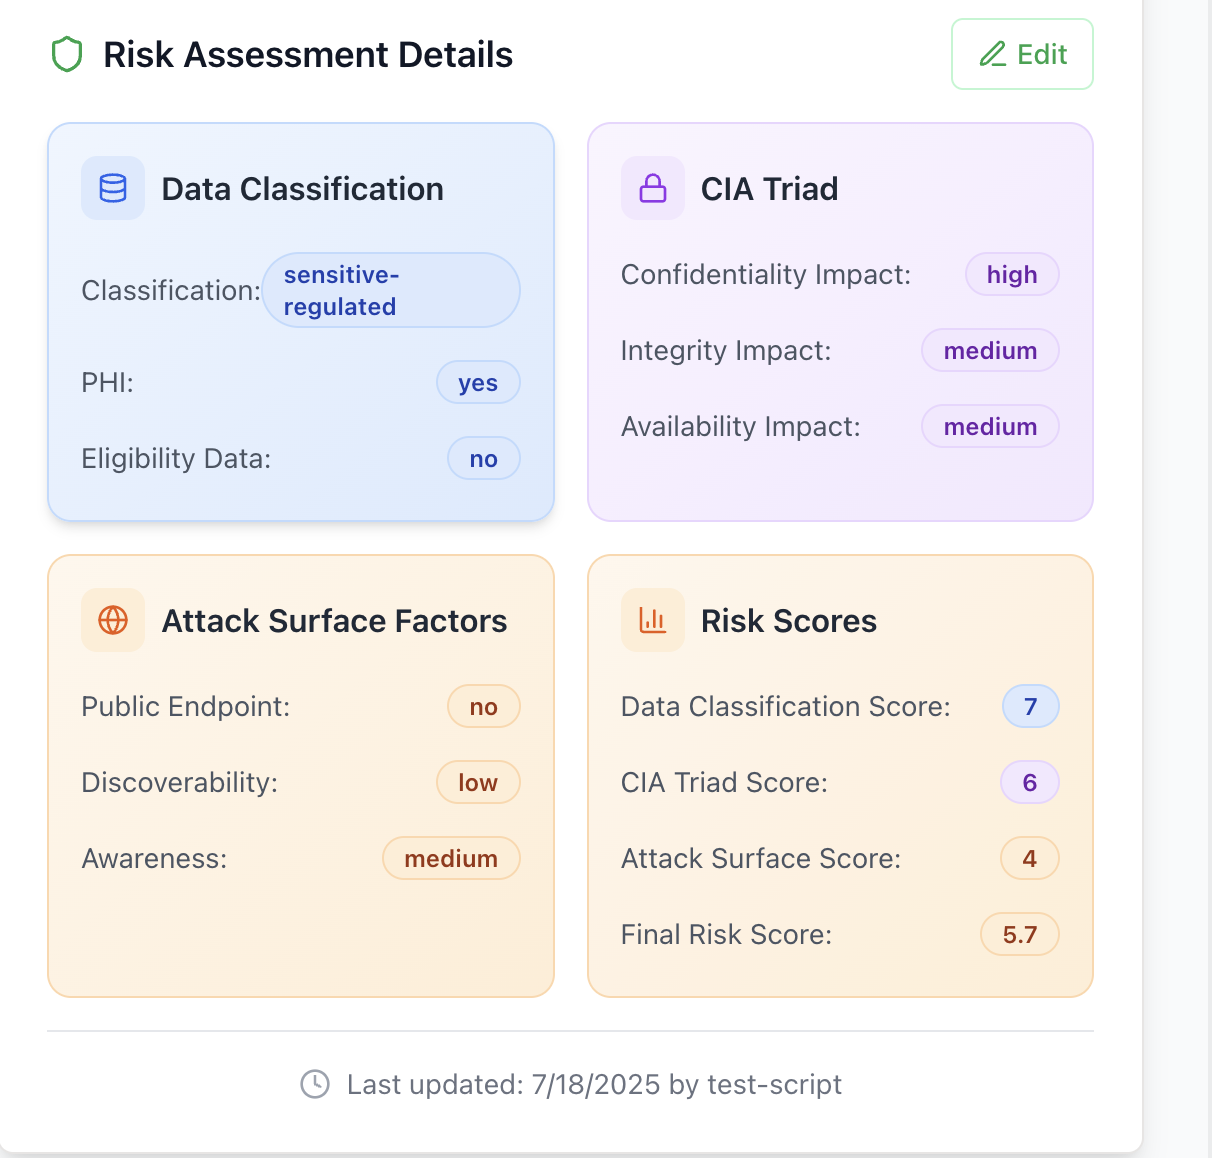 Risk Assessment Details
Edit
Data Classification
Classification: sensitive-
regulated
PHI: yes
Eligibility Data: no
CIA Triad
Confidentiality Impact: high
Integrity Impact: medium
Availability Impact: medium
Attack Surface Factors
Public Endpoint: no
Discoverability: low
Awareness: medium
Risk Scores
Data Classification Score: 7
CIA Triad Score: 6
Attack Surface Score: 4
Final Risk Score: 5.7
Last updated: 7/18/2025 by test-script